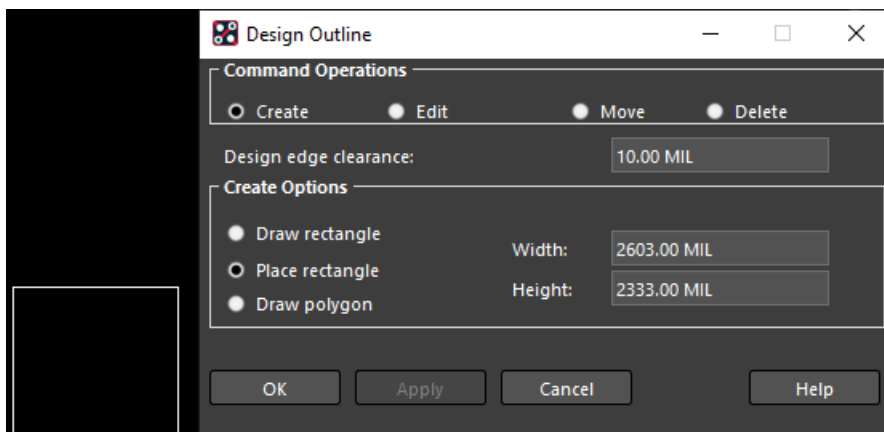 Design Outline
Command Operations
Create Edit Move Delete
Design edge clearance: 10.00 MIL
Create Options
Draw rectangle
Width: 2603.00 MIL
Place rectangle
Height: 2333.00 MIL
Draw polygon
OK Apply Cancel Help